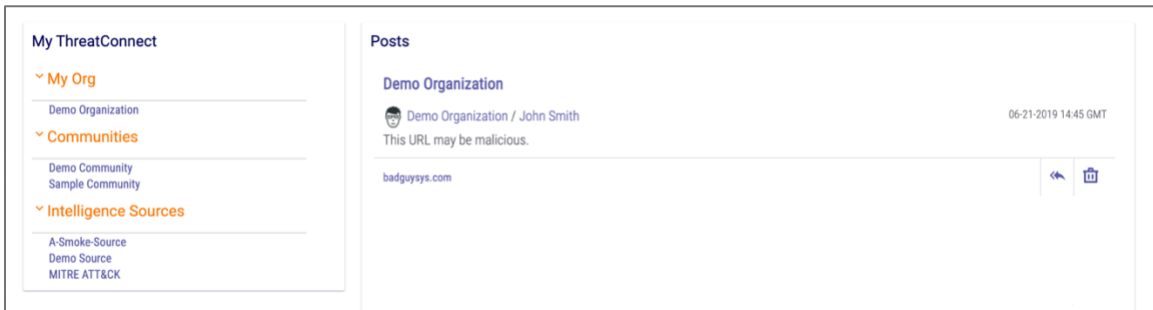 My ThreatConnect
My Org
Demo Organization
Communities
Demo Community
Sample Community
Intelligence Sources
A-Smoke-Source
Demo Source
MITRE ATT&CK
Posts
Demo Organization
Demo Organization / John Smith
06-21-2019 14:45 GMT
This URL may be malicious.
badguysys.com